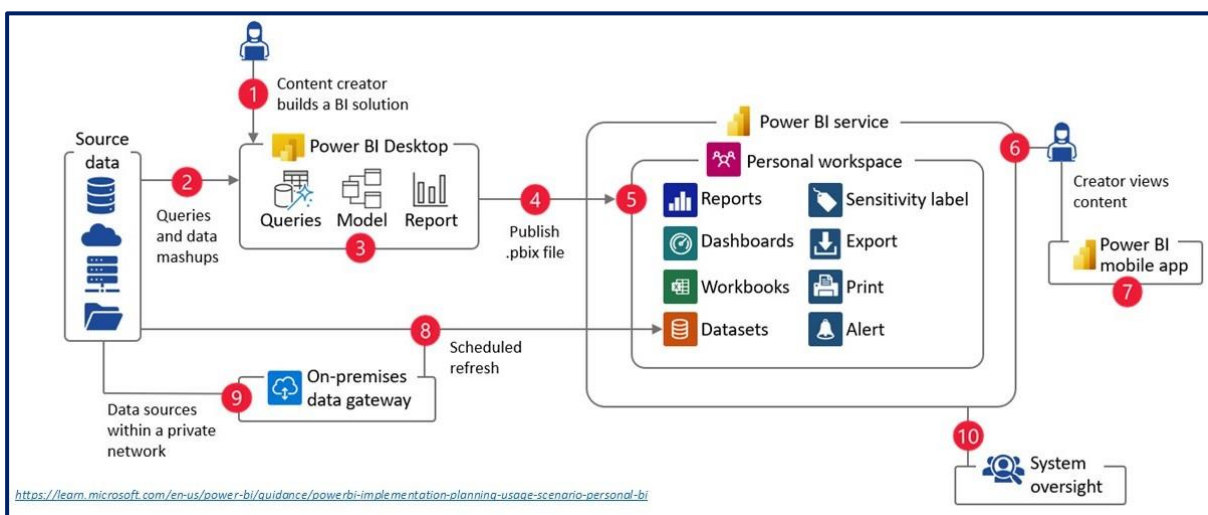 1
Content creator
builds a BI solution
Source
data
Power BI Desktop
Queries
Model
Report
3
2
Queries
and data
mashups
4
Publish
.pbix file
Power BI service
5
Personal workspace
Reports
Sensitivity label
Dashboards
Export
Workbooks
Print
Datasets
Alert
6
Creator views
content
Power BI
mobile app
7
8
Scheduled
refresh
9
On-premises
data gateway
Data sources
within a private
network
10
System
oversight
https://learn.microsoft.com/en-us/power-bi/guidance/powerbi-implementation-planning-usage-scenario-personal-bi